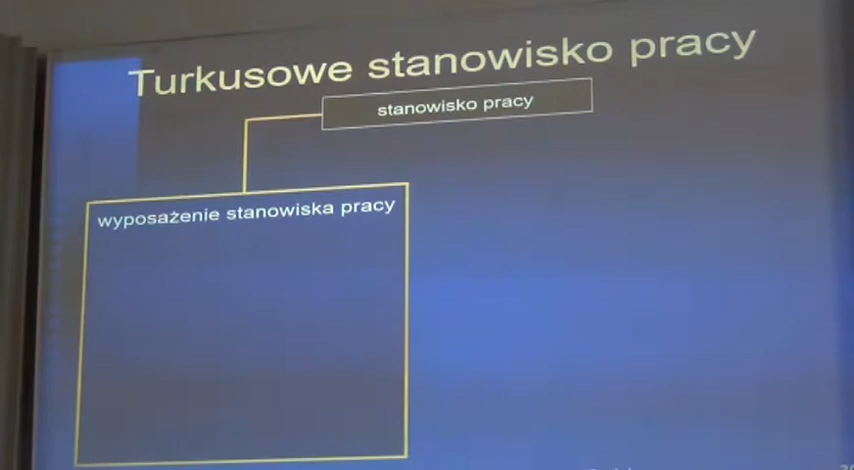 Turkusowe stanowisko pracy
stanowisko pracy
wyposażenie stanowiska pracy